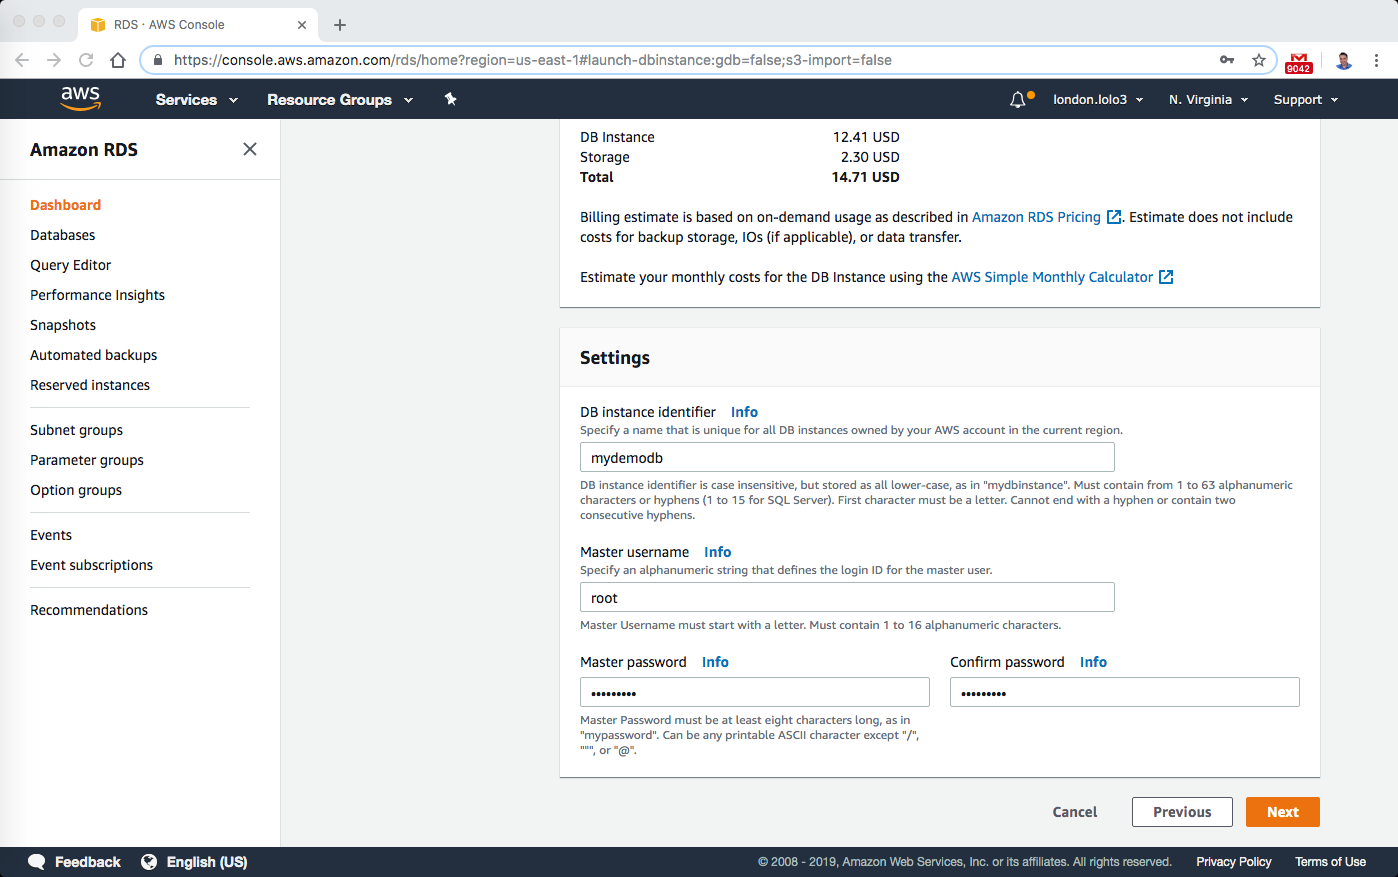 RDS · AWS Console
https://console.aws.amazon.com/rds/home?region=us-east-1#launch-dbinstance:gdb=false;s3-import=false
9042
aws
Services
Resource Groups
london.lolo3
N. Virginia
Support
Amazon RDS
Dashboard
Databases
Query Editor
Performance Insights
Snapshots
Automated backups
Reserved instances
Subnet groups
Parameter groups
Option groups
Events
Event subscriptions
Recommendations
DB Instance 12.41 USD
Storage 2.30 USD
Total 14.71 USD
Billing estimate is based on on-demand usage as described in Amazon RDS Pricing. Estimate does not include
costs for backup storage, IOs (if applicable), or data transfer.
Estimate your monthly costs for the DB Instance using the AWS Simple Monthly Calculator
Settings
DB instance identifier Info
Specify a name that is unique for all DB instances owned by your AWS account in the current region.
mydemodb
DB instance identifier is case insensitive, but stored as all lower-case, as in "mydbinstance". Must contain from 1 to 63 alphanumeric
characters or hyphens (1 to 15 for SQL Server). First character must be a letter. Cannot end with a hyphen or contain two
consecutive hyphens.
Master username Info
Specify an alphanumeric string that defines the login ID for the master user.
root
Master Username must start with a letter. Must contain 1 to 16 alphanumeric characters.
Master password Info
•••••••••
Master Password must be at least eight characters long, as in
"mypassword". Can be any printable ASCII character except "/",
""", or "@".
Confirm password Info
•••••••••
Cancel
Previous
Next
Feedback
English (US)
© 2008 - 2019, Amazon Web Services, Inc. or its affiliates. All rights reserved.
Privacy Policy
Terms of Use